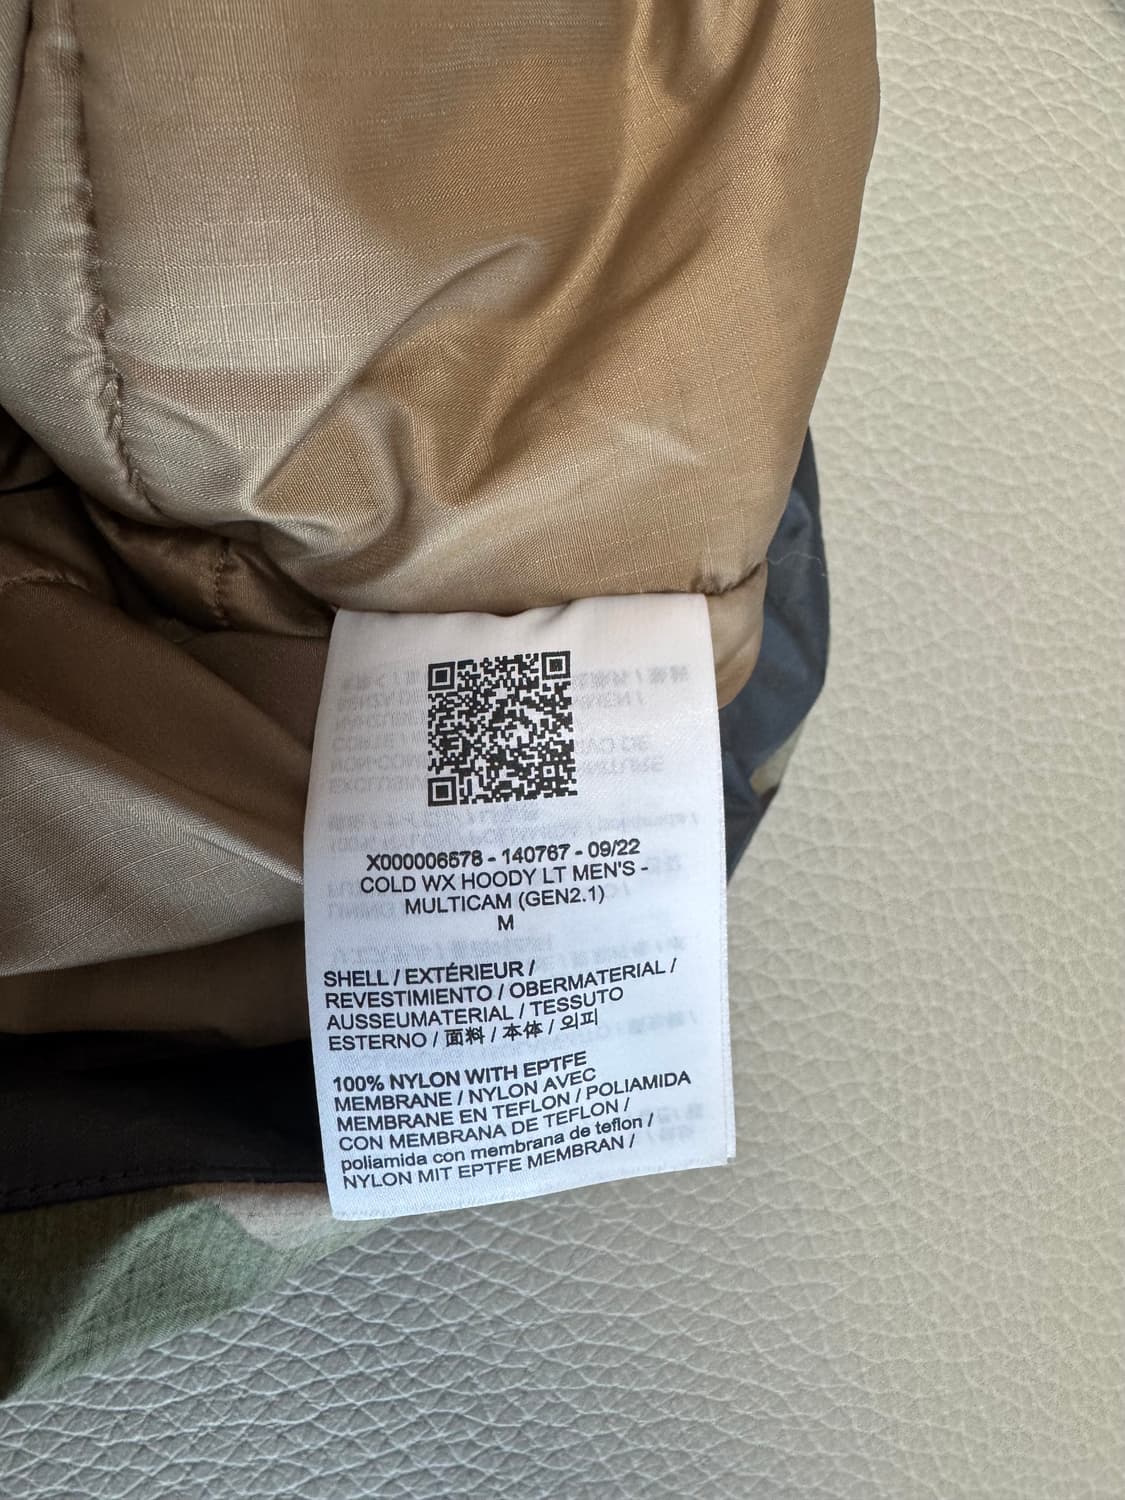 X000006578 - 140767 - 09/22
COLD WX HOODY LT MEN'S -
MULTICAM (GEN2.1)
M
SHELL / EXTÉRIEUR /
REVESTIMIENTO / OBERMATERIAL /
AUSSEUMATERIAL / TESSUTO
ESTERNO / 面料 / 本体 / 외피
100% NYLON WITH EPTFE
MEMBRANE / NYLON AVEC
MEMBRANE EN TEFLON / POLIAMIDA
CON MEMBRANA DE TEFLON /
poliamida con membrana de teflon /
NYLON MIT EPTFE MEMBRAN /